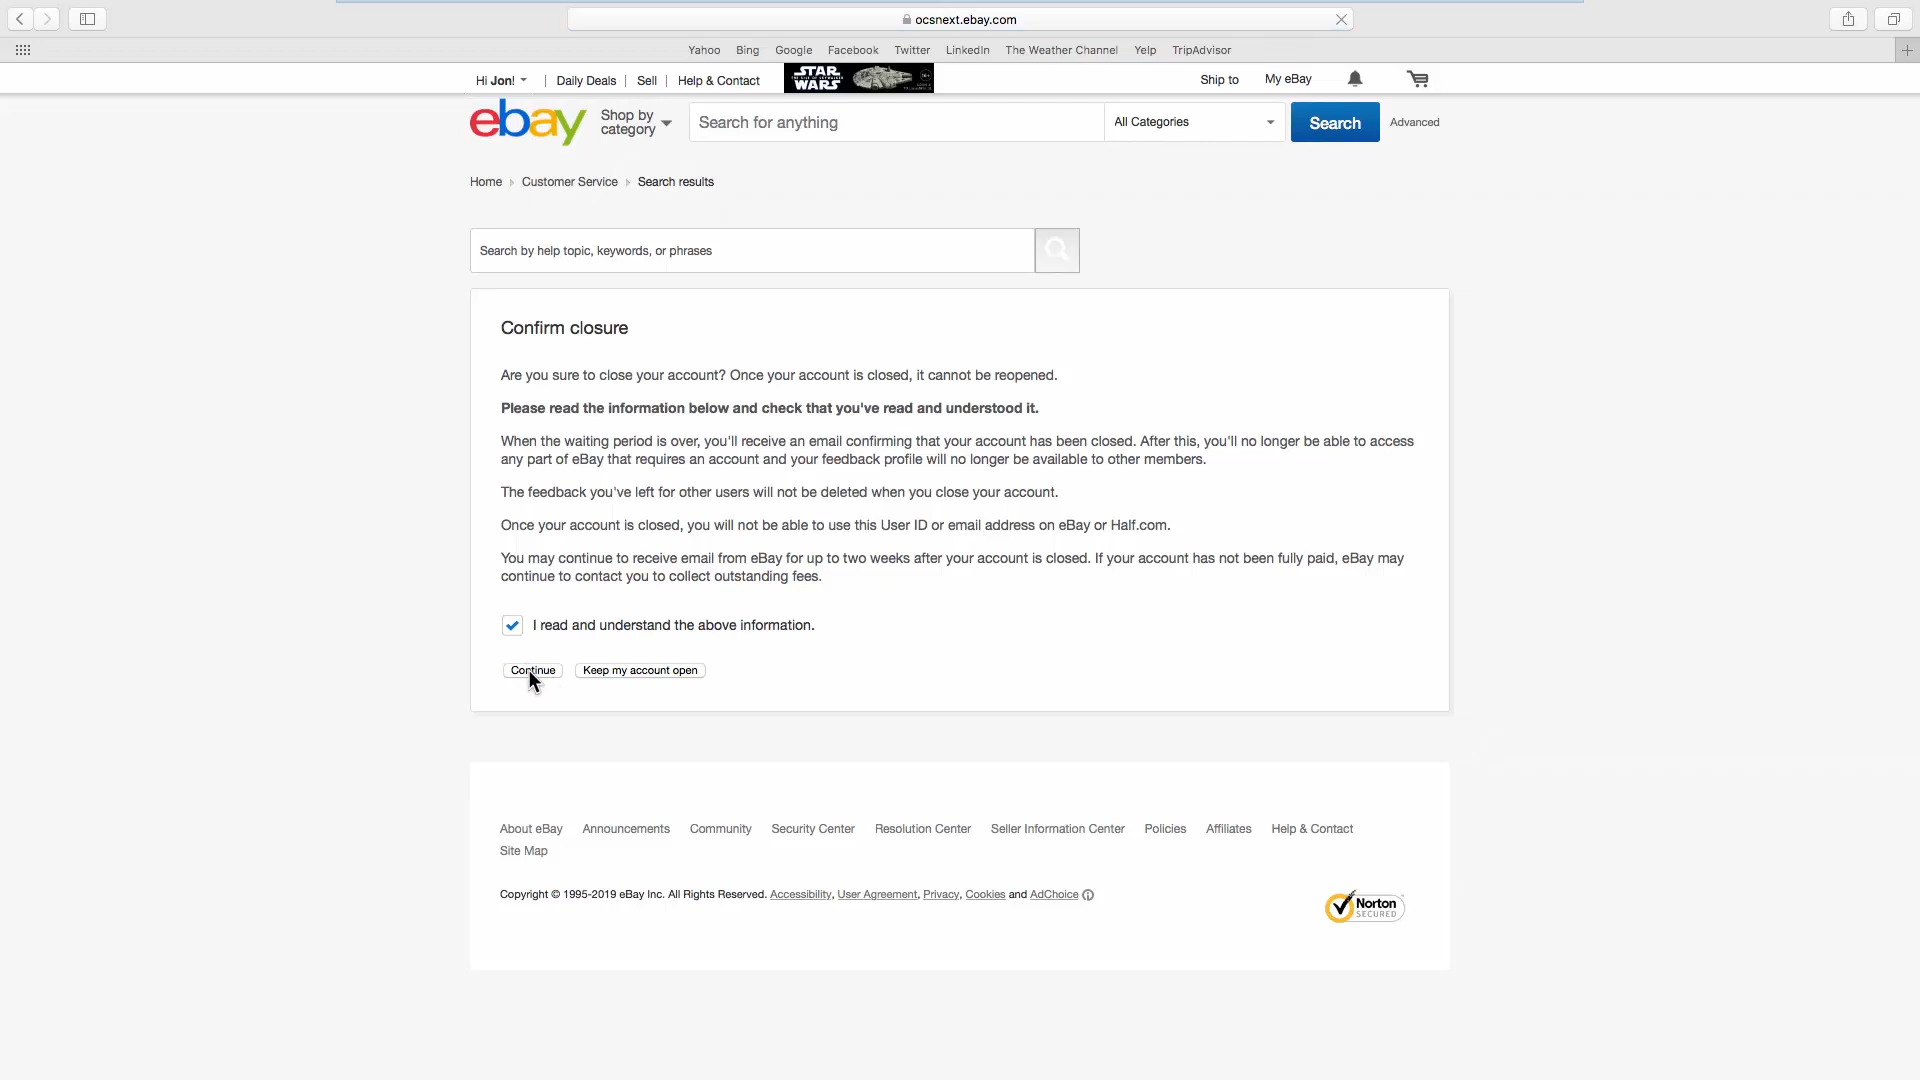 ocsnext.ebay.com
Yahoo Bing Google Facebook Twitter LinkedIn The Weather Channel Yelp TripAdvisor
Hi Jon! Daily Deals Sell Help & Contact STAR WARS Ship to My eBay
ebay Shop by category Search for anything All Categories Search Advanced
Home Customer Service Search results
Search by help topic, keywords, or phrases
Confirm closure
Are you sure to close your account? Once your account is closed, it cannot be reopened.
Please read the information below and check that you've read and understood it.
When the waiting period is over, you'll receive an email confirming that your account has been closed. After this, you'll no longer be able to access
any part of eBay that requires an account and your feedback profile will no longer be available to other members.
The feedback you've left for other users will not be deleted when you close your account.
Once your account is closed, you will not be able to use this User ID or email address on eBay or Half.com.
You may continue to receive email from eBay for up to two weeks after your account is closed. If your account has not been fully paid, eBay may
continue to contact you to collect outstanding fees.
I read and understand the above information.
Continue Keep my account open
About eBay Announcements Community Security Center Resolution Center Seller Information Center Policies Affiliates Help & Contact
Site Map
Copyright © 1995-2019 eBay Inc. All Rights Reserved. Accessibility, User Agreement, Privacy, Cookies and AdChoice
Norton
SECURED